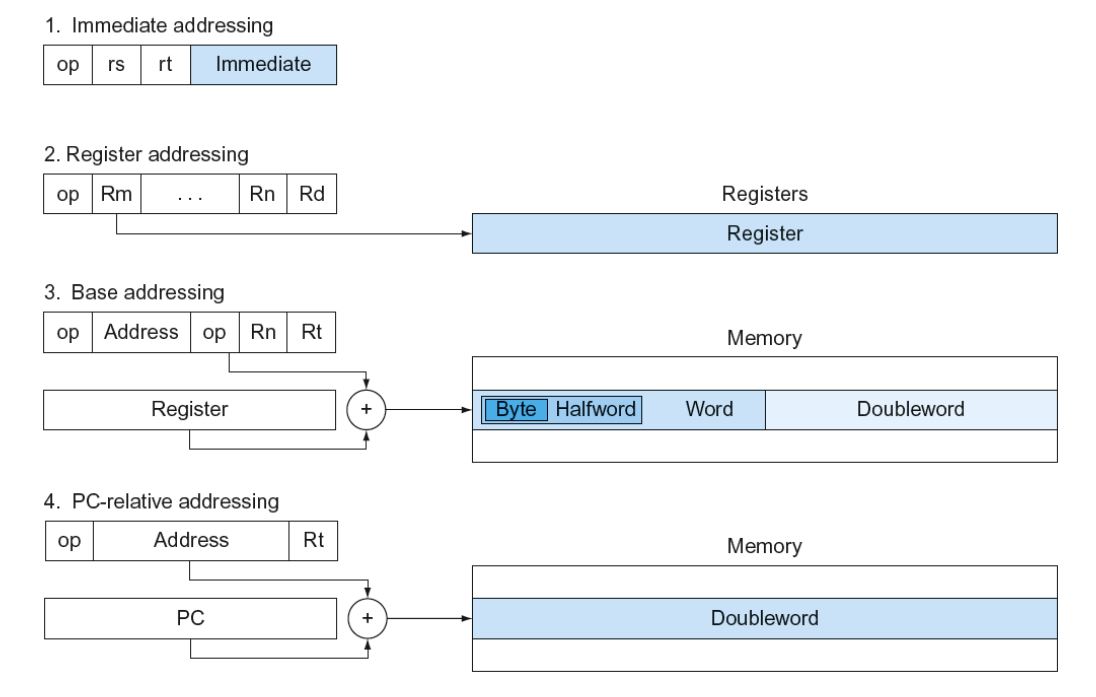 1. Immediate addressing
op rs rt Immediate
2. Register addressing
op Rm ... Rn Rd
Registers
Register
3. Base addressing
op Address op Rn Rt
Memory
Register
+
Byte Halfword Word Doubleword
4. PC-relative addressing
op Address Rt
Memory
PC
+
Doubleword